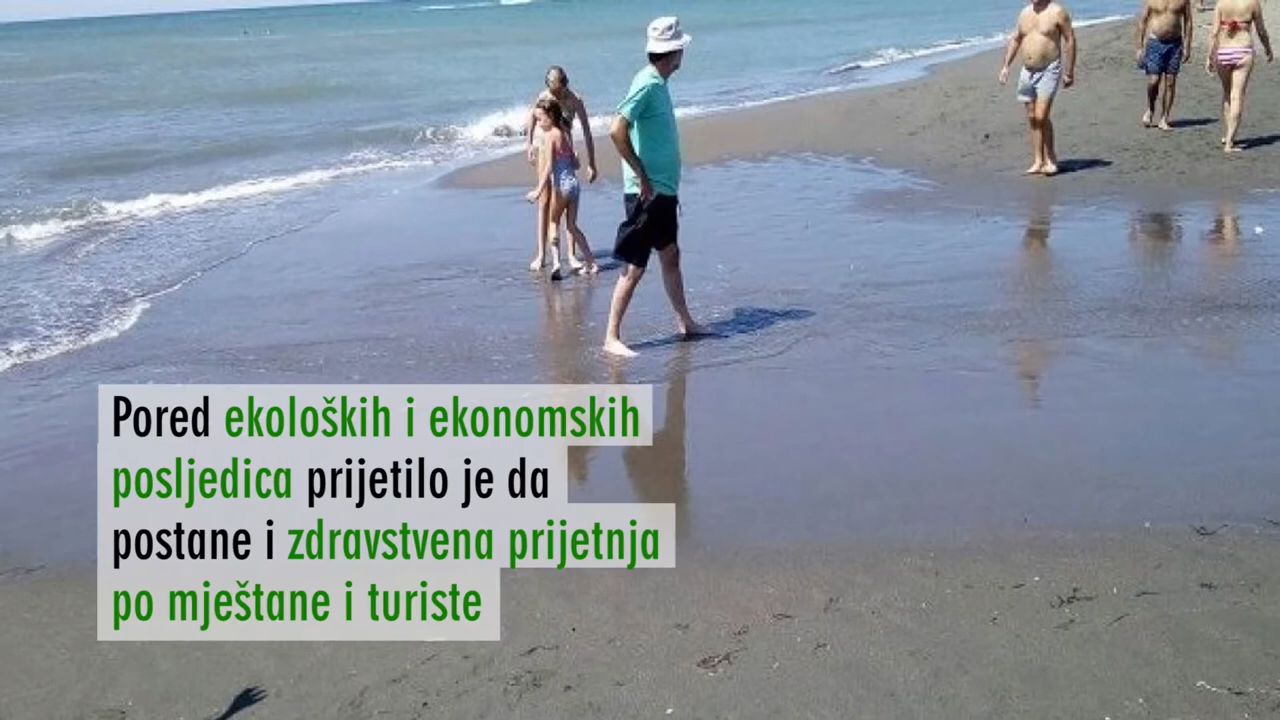 Pored ekoloških i ekonomskih
posljedica prijetilo je da
postane i zdravstvena prijetnja
po mještane i turiste